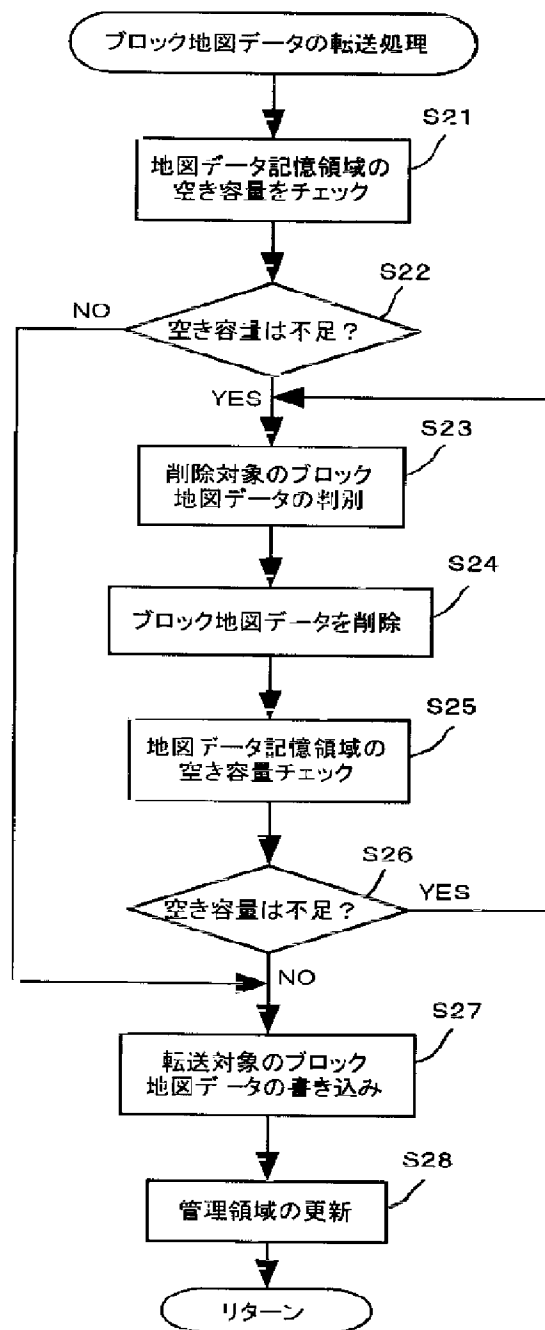 ブロック地図データの転送処理
S21
地図データ記憶領域の
空き容量をチェック
S22
NO
空き容量は不足？
YES
S23
削除対象のブロック
地図データの判別
S24
ブロック地図データを削除
S25
地図データ記憶領域の
空き容量チェック
S26
空き容量は不足？
YES
NO
S27
転送対象のブロック
地図データの書き込み
S28
管理領域の更新
リターン